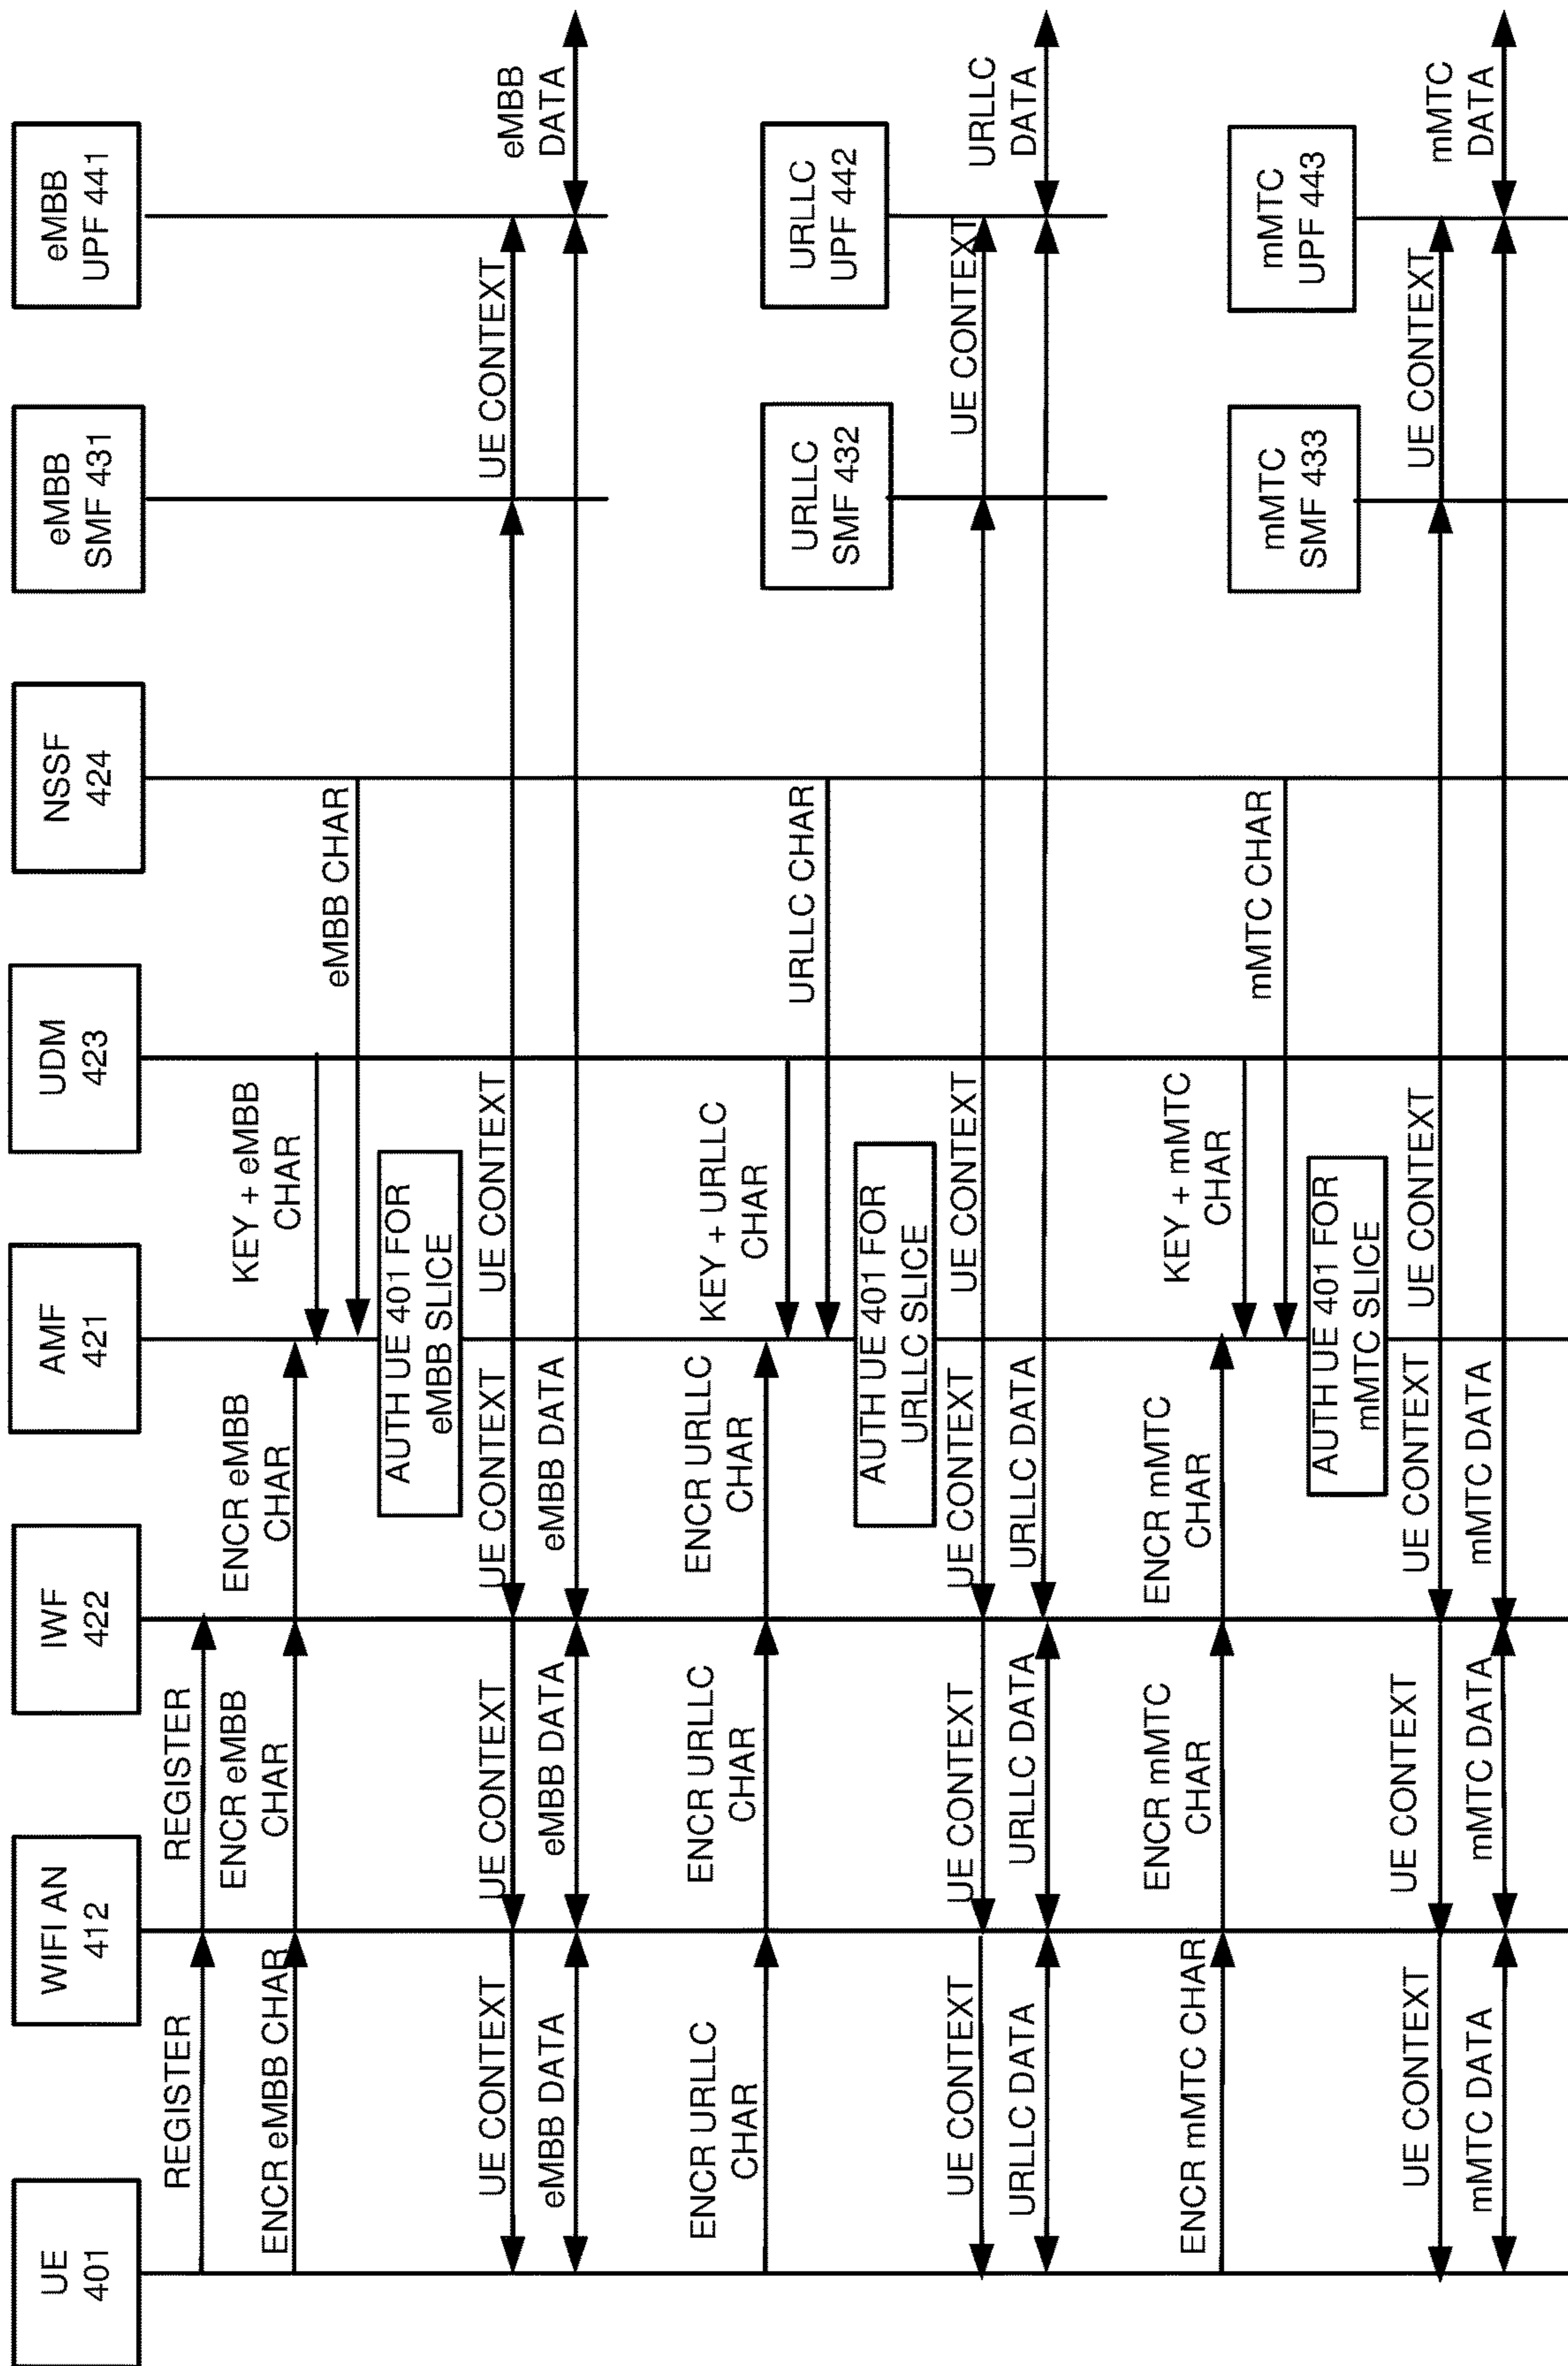 UE
401
WIFI AN
412
IWF
422
AMF
421
UDM
423
NSSF
424
eMBB
SMF 431
eMBB
UPF 441
REGISTER
REGISTER
ENCR eMBB CHAR
ENCR eMBB
CHAR
ENCR eMBB
CHAR
KEY + eMBB
CHAR
eMBB CHAR
AUTH UE 401 FOR
eMBB SLICE
UE CONTEXT
UE CONTEXT
UE CONTEXT
UE CONTEXT
UE CONTEXT
eMBB DATA
eMBB DATA
eMBB DATA
eMBB
DATA
URLLC
SMF 432
URLLC
UPF 442
ENCR URLLC
CHAR
ENCR URLLC
CHAR
ENCR URLLC
CHAR
KEY + URLLC
CHAR
URLLC CHAR
AUTH UE 401 FOR
URLLC SLICE
UE CONTEXT
UE CONTEXT
UE CONTEXT
UE CONTEXT
UE CONTEXT
URLLC DATA
URLLC DATA
URLLC DATA
URLLC
DATA
mMTC
SMF 433
mMTC
UPF 443
ENCR mMTC CHAR
ENCR mMTC
CHAR
ENCR mMTC
CHAR
KEY + mMTC
CHAR
mMTC CHAR
AUTH UE 401 FOR
mMTC SLICE
UE CONTEXT
UE CONTEXT
UE CONTEXT
UE CONTEXT
UE CONTEXT
mMTC DATA
mMTC DATA
mMTC DATA
mMTC
DATA